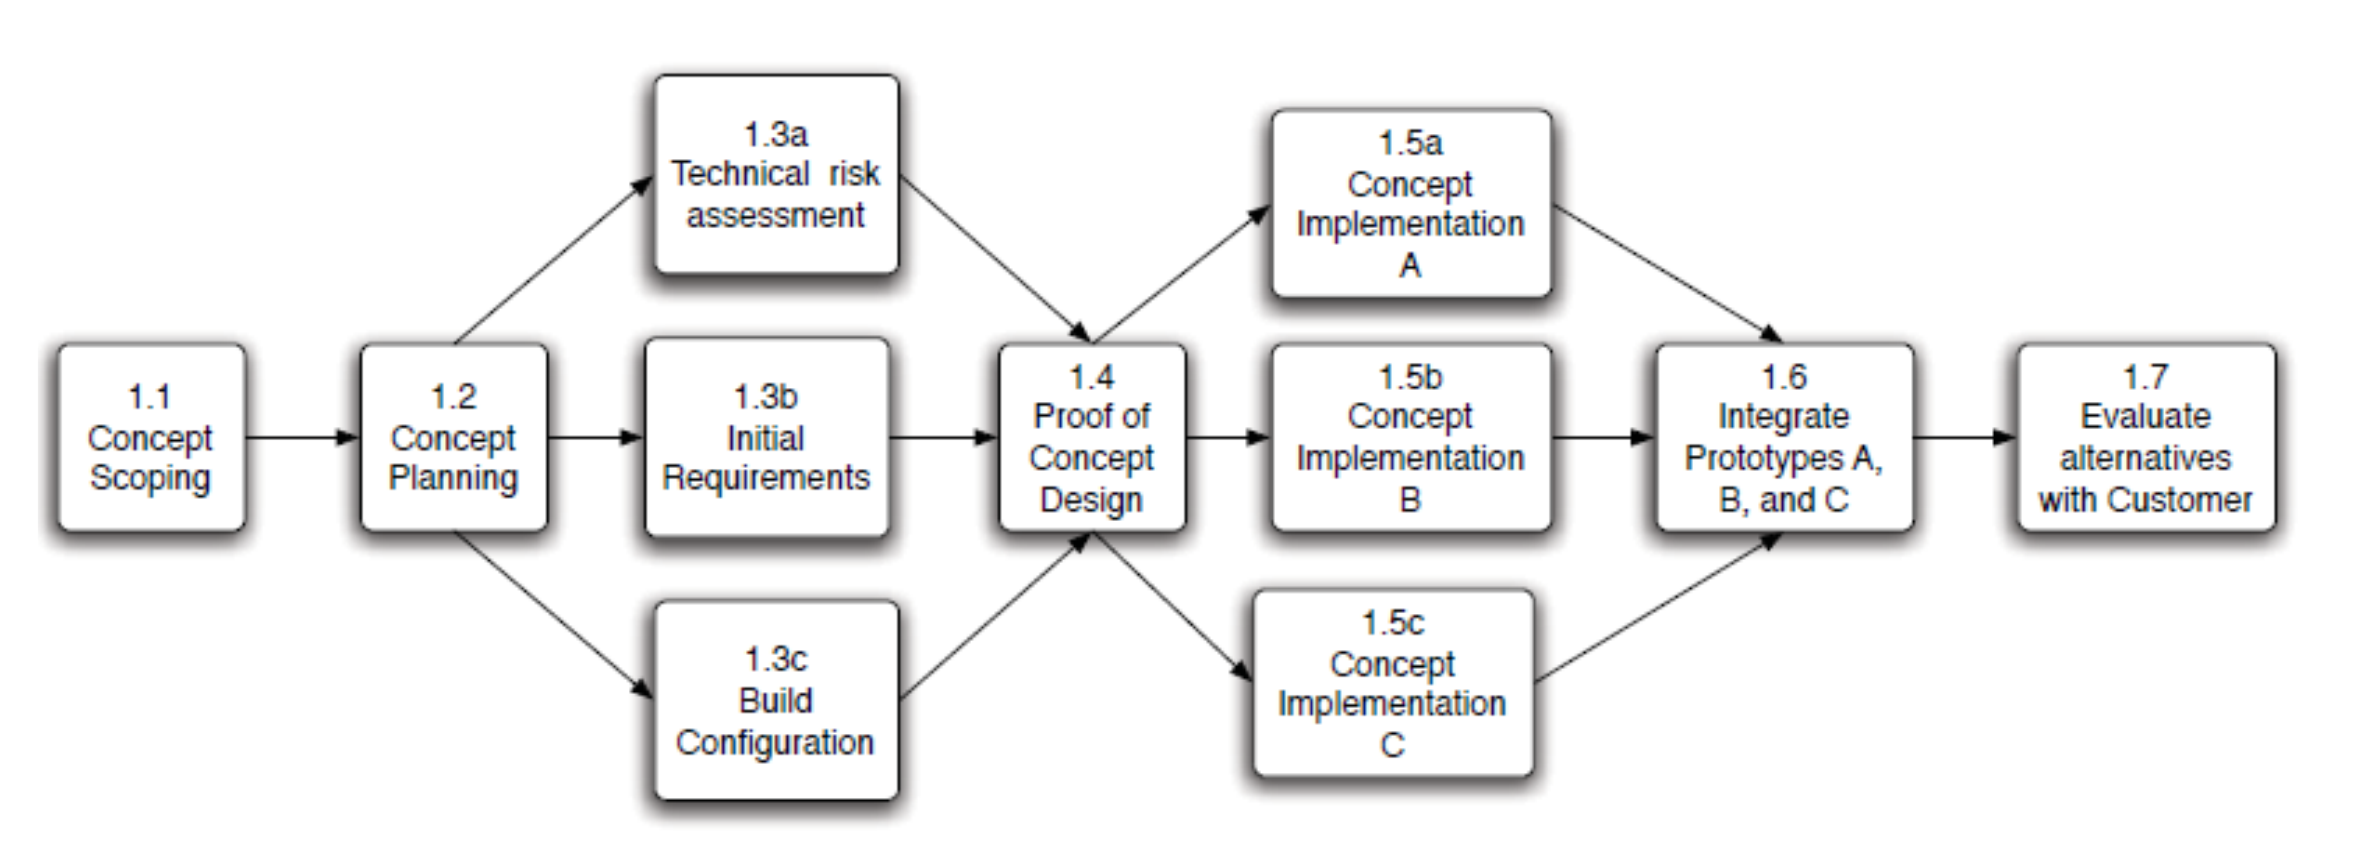 1.1
Concept
Scoping
1.2
Concept
Planning
1.3a
Technical risk
assessment
1.3b
Initial
Requirements
1.3c
Build
Configuration
1.4
Proof of
Concept
Design
1.5a
Concept
Implementation
A
1.5b
Concept
Implementation
B
1.5c
Concept
Implementation
C
1.6
Integrate
Prototypes A,
B, and C
1.7
Evaluate
alternatives
with Customer